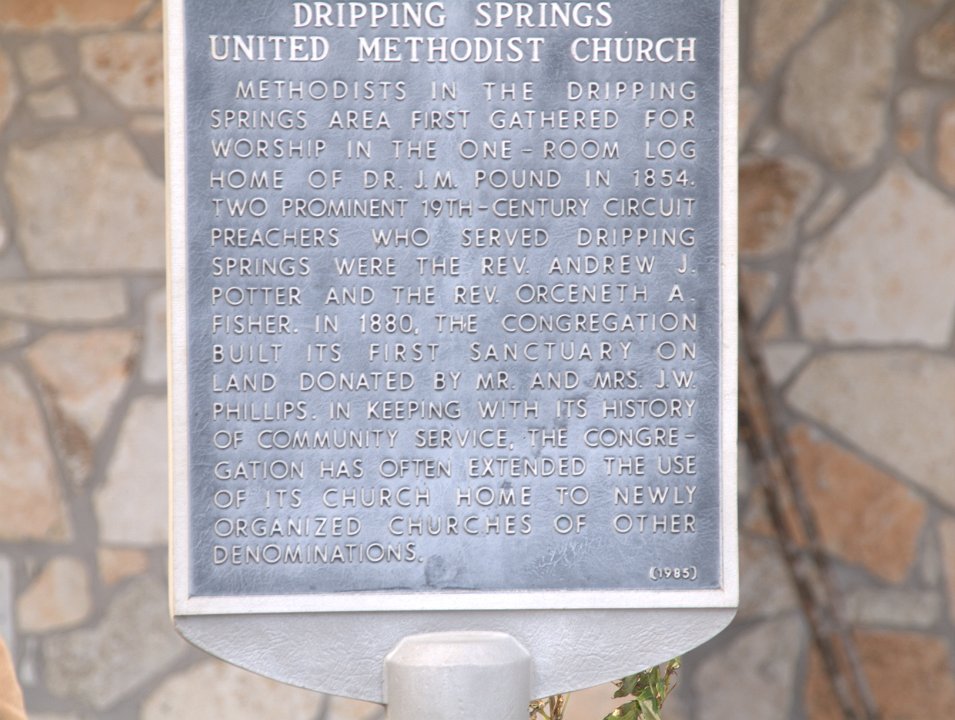 DRIPPING SPRINGS
UNITED METHODIST CHURCH
METHODISTS IN THE DRIPPING
SPRINGS AREA FIRST GATHERED FOR
WORSHIP IN THE ONE-ROOM LOG
HOME OF DR. J.M. POUND IN 1854.
TWO PROMINENT 19TH-CENTURY CIRCUIT
PREACHERS WHO SERVED DRIPPING
SPRINGS WERE THE REV. ANDREW J.
POTTER AND THE REV. ORCENETH A.
FISHER. IN 1880, THE CONGREGATION
BUILT ITS FIRST SANCTUARY ON
LAND DONATED BY MR. AND MRS. J.W.
PHILLIPS. IN KEEPING WITH ITS HISTORY
OF COMMUNITY SERVICE, THE CONGRE-
GATION HAS OFTEN EXTENDED THE USE
OF ITS CHURCH HOME TO NEWLY
ORGANIZED CHURCHES OF OTHER
DENOMINATIONS.
(1985)